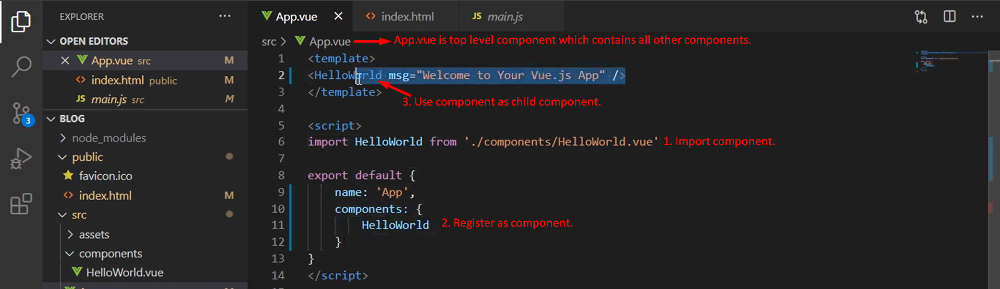 EXPLORER ...
OPEN EDITORS
App.vue src M
index.html public M
JS main.js src M
3
BLOG
node_modules
public
favicon.ico
index.html M
src
assets
components
HelloWorld.vue
App.vue index.html JS main.js ...
src > App.vue App.vue is top level component which contains all other components.
1 <template>
2 <HelloWorld msg="Welcome to Your Vue.js App" />
3 </template>
3. Use component as child component.
4
5 <script>
6 import HelloWorld from './components/HelloWorld.vue' 1. Import component.
7
8 export default {
9 name: 'App',
10 components: {
11 HelloWorld 2. Register as component.
12 }
13 }
14 </script>